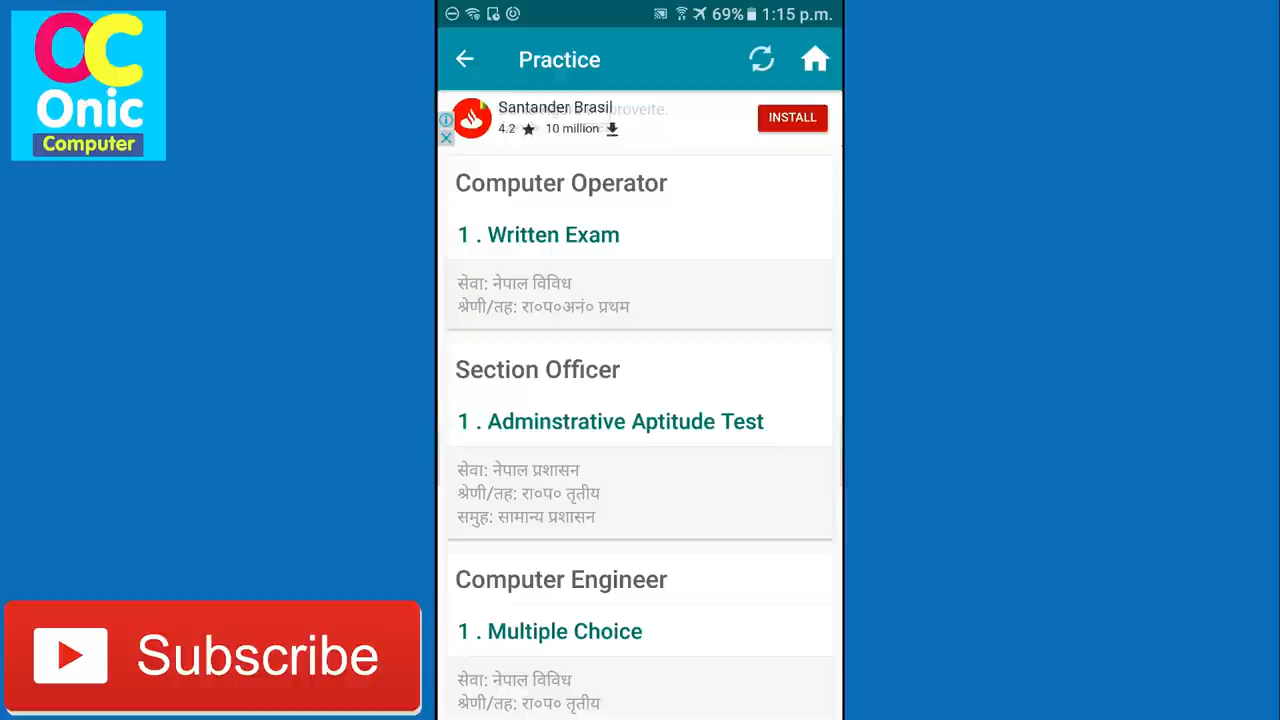 OC
Onic
Computer
69% 1:15 p.m.
Practice
Santander Brasil
proveite.
4.2 ★ 10 million
INSTALL
Computer Operator
1 . Written Exam
सेवा: नेपाल विविध
श्रेणी/तह: रा०प०अनं० प्रथम
Section Officer
1 . Adminstrative Aptitude Test
सेवा: नेपाल प्रशासन
श्रेणी/तह: रा०प० तृतीय
समुह: सामान्य प्रशासन
Computer Engineer
1 . Multiple Choice
सेवा: नेपाल विविध
श्रेणी/तह: रा०प० तृतीय
Subscribe